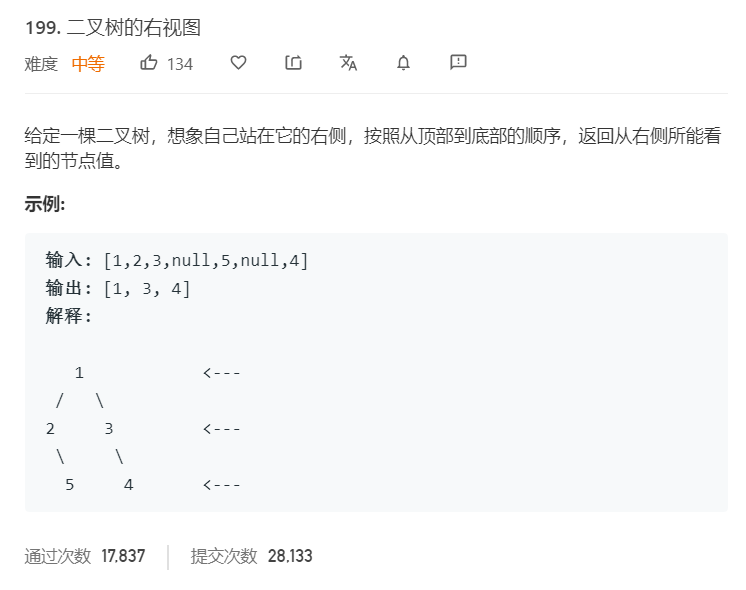 199. 二叉树的右视图
难度 中等 134
给定一棵二叉树，想象自己站在它的右侧，按照从顶部到底部的顺序，返回从右侧所能看
到的节点值。
示例:
输入: [1,2,3,null,5,null,4]
输出: [1, 3, 4]
解释:
1 <---
/ \
2 3 <---
\ \
5 4 <---
通过次数 17,837 提交次数 28,133